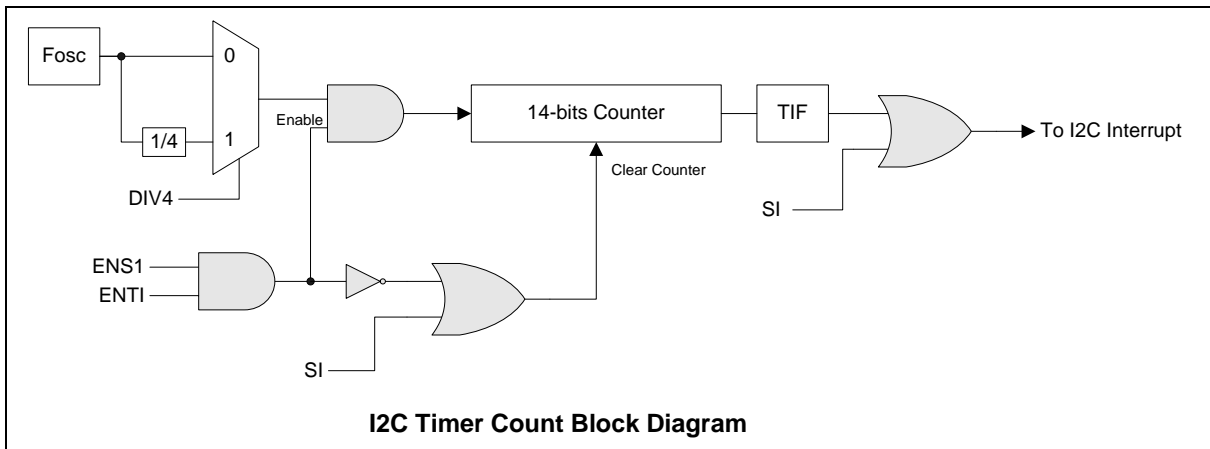 Fosc
0
1/4
1
Enable
DIV4
14-bits Counter
TIF
To I2C Interrupt
Clear Counter
SI
ENS1
ENTI
SI
I2C Timer Count Block Diagram